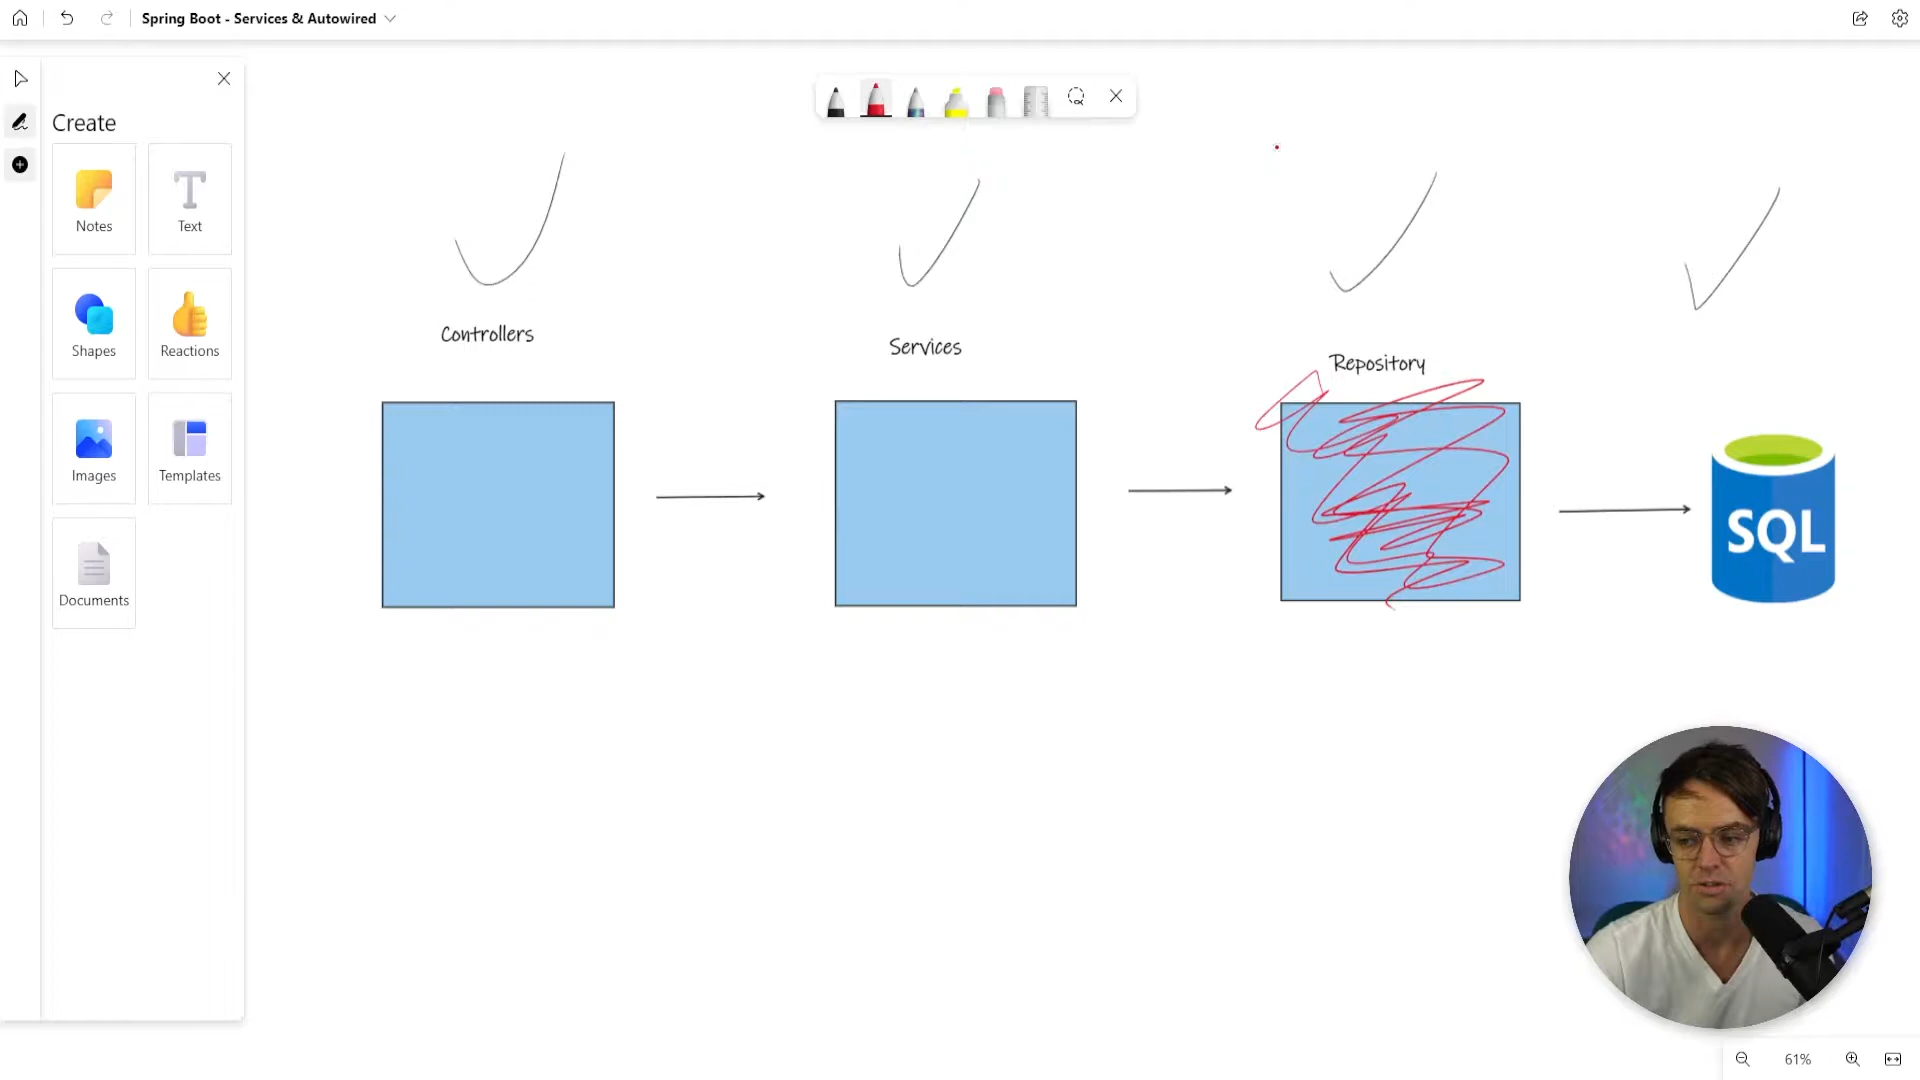 Spring Boot - Services & Autowired
Create
Notes
Text
Shapes
Reactions
Images
Templates
Documents
Controllers
Services
Repository
SQL
61%